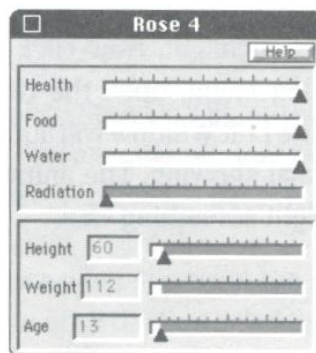 Rose 4
Help
Health
Food
Water
Radiation
Height 60
Weight 112
Age 13